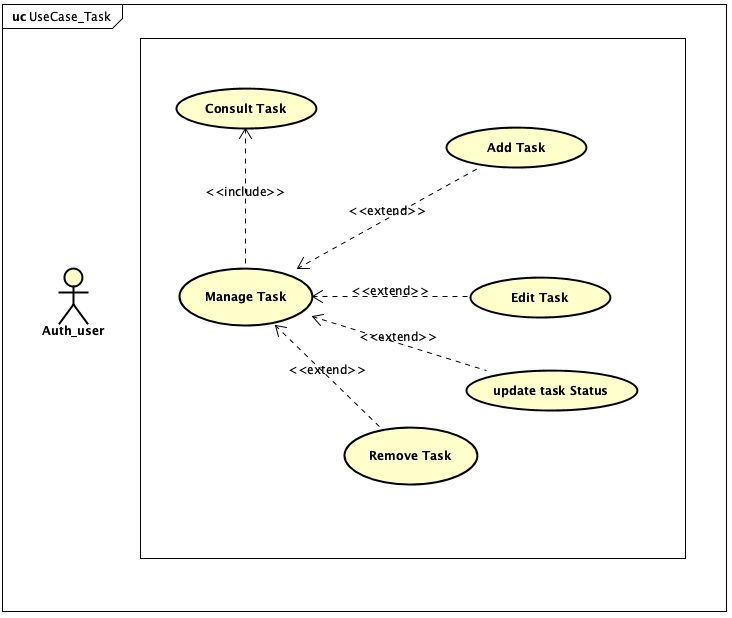 uc UseCase_Task
Consult Task
Add Task
<<include>>
<<extend>>
Manage Task
<<extend>>
Edit Task
Auth_user
<<extend>>
<<extend>>
update task Status
Remove Task